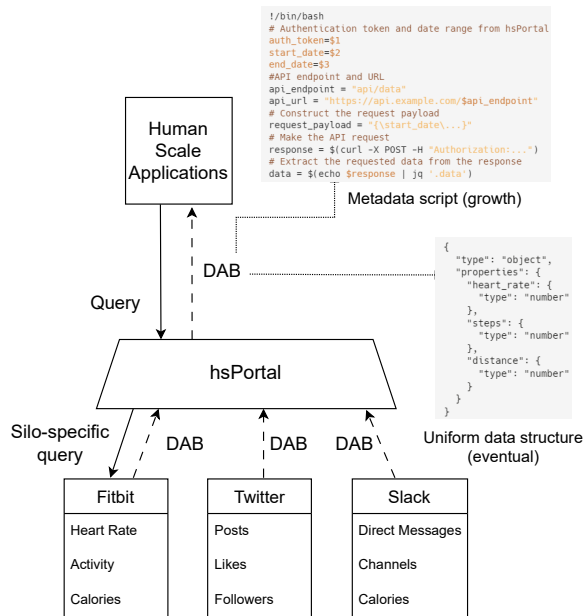 !/bin/bash
# Authentication token and date range from hsPortal
auth_token=$1
start_date=$2
end_date=$3
#API endpoint and URL
api_endpoint = "api/data"
api_url = "https://api.example.com/$api_endpoint"
# Construct the request payload
request_payload = "{\start_date\...}"
# Make the API request
response = $(curl -X POST -H "Authorization:...")
# Extract the requested data from the response
data = $(echo $response | jq '.data')
Metadata script (growth)
Human
Scale
Applications
DAB
Query
{
"type": "object",
"properties": {
"heart_rate": {
"type": "number"
},
"steps": {
"type": "number"
},
"distance": {
"type": "number"
}
}
}
Uniform data structure
(eventual)
hsPortal
Silo-specific
query
DAB
DAB
DAB
Fitbit
Heart Rate
Activity
Calories
Twitter
Posts
Likes
Followers
Slack
Direct Messages
Channels
Calories